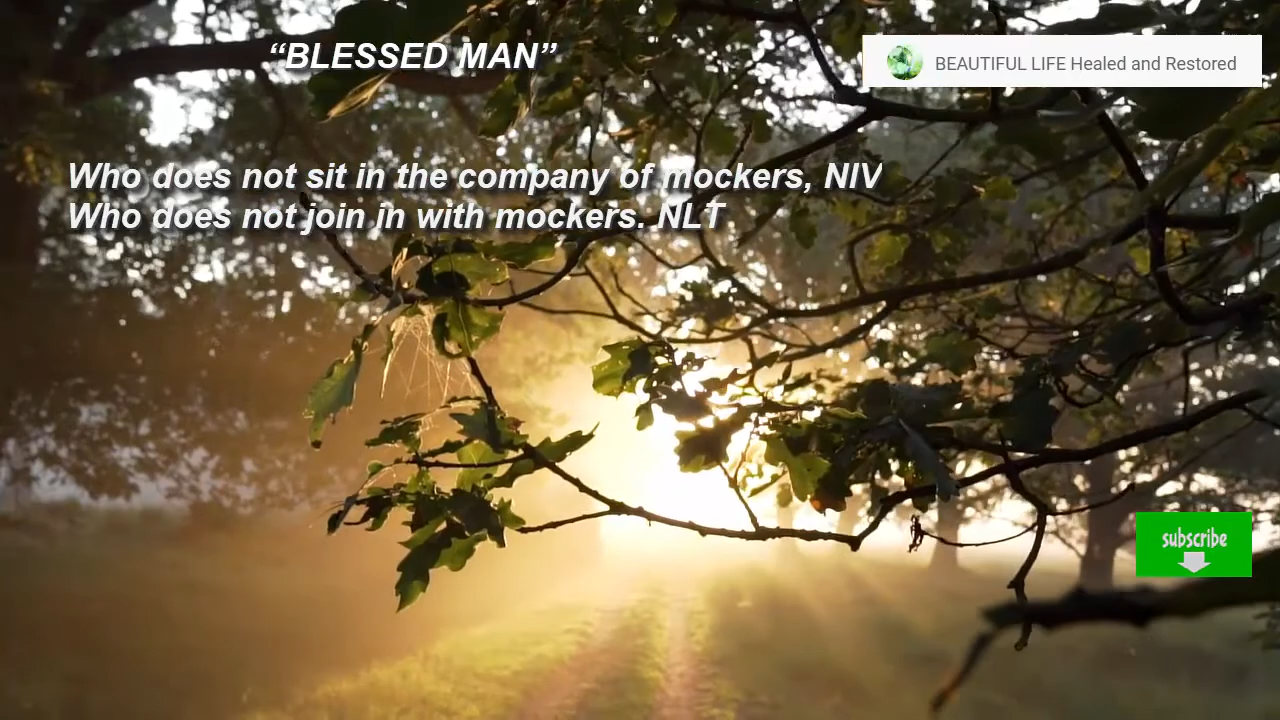 “BLESSED MAN”
BEAUTIFUL LIFE Healed and Restored
Who does not sit in the company of mockers, NIV
Who does not join in with mockers. NLT
subscribe